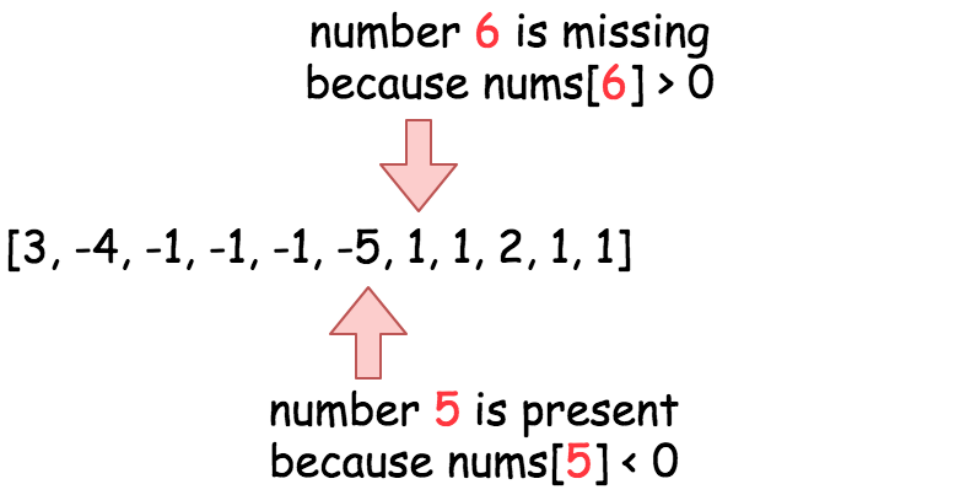 number 6 is missing
because nums[6] > 0
[3, -4, -1, -1, -1, -5, 1, 1, 2, 1, 1]
number 5 is present
because nums[5] < 0